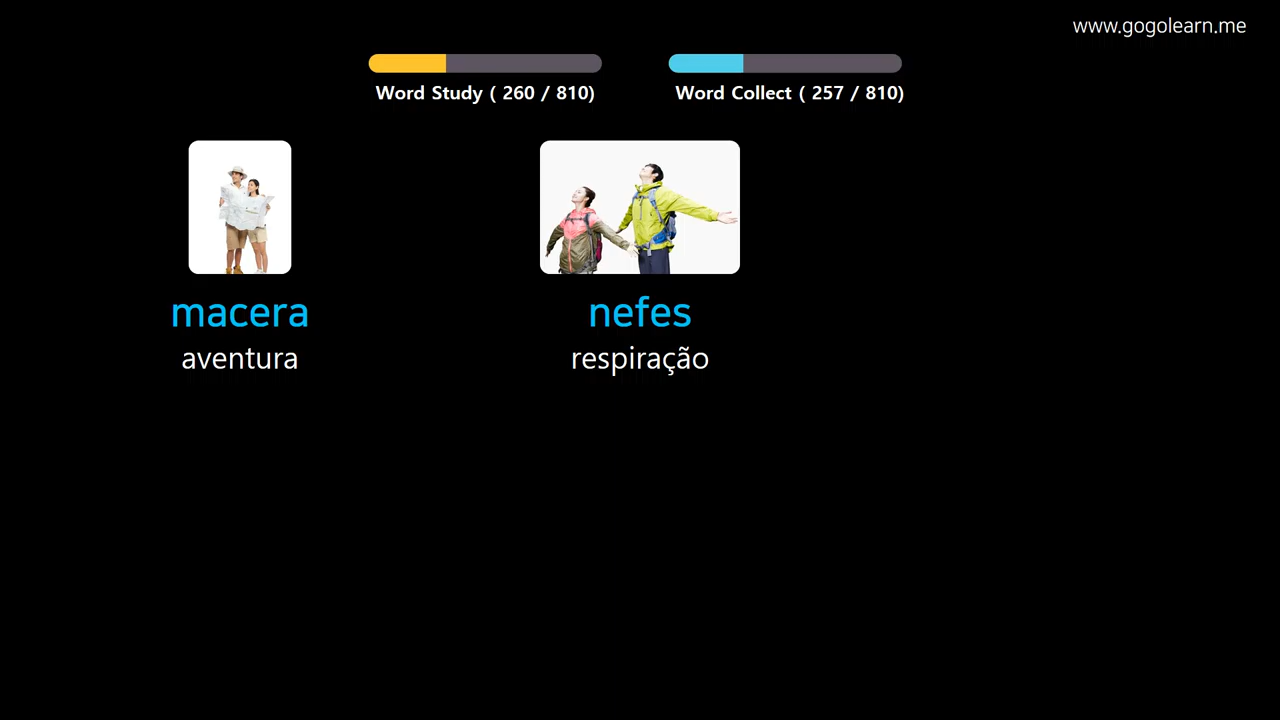 www.gogolearn.me
Word Study ( 260 / 810)
Word Collect ( 257 / 810)
macera
aventura
nefes
respiração